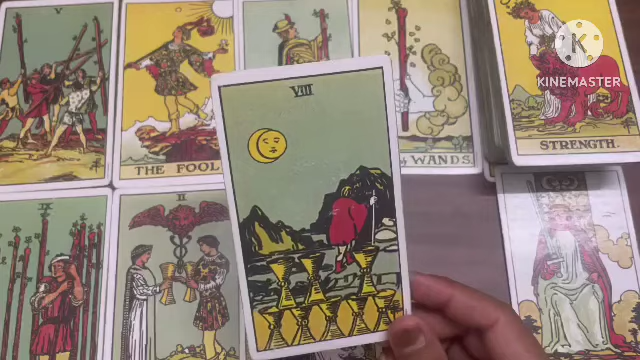 V
THE FOOL
VIII
WANDS.
K
KINEMASTER
STRENGTH.
IX
II